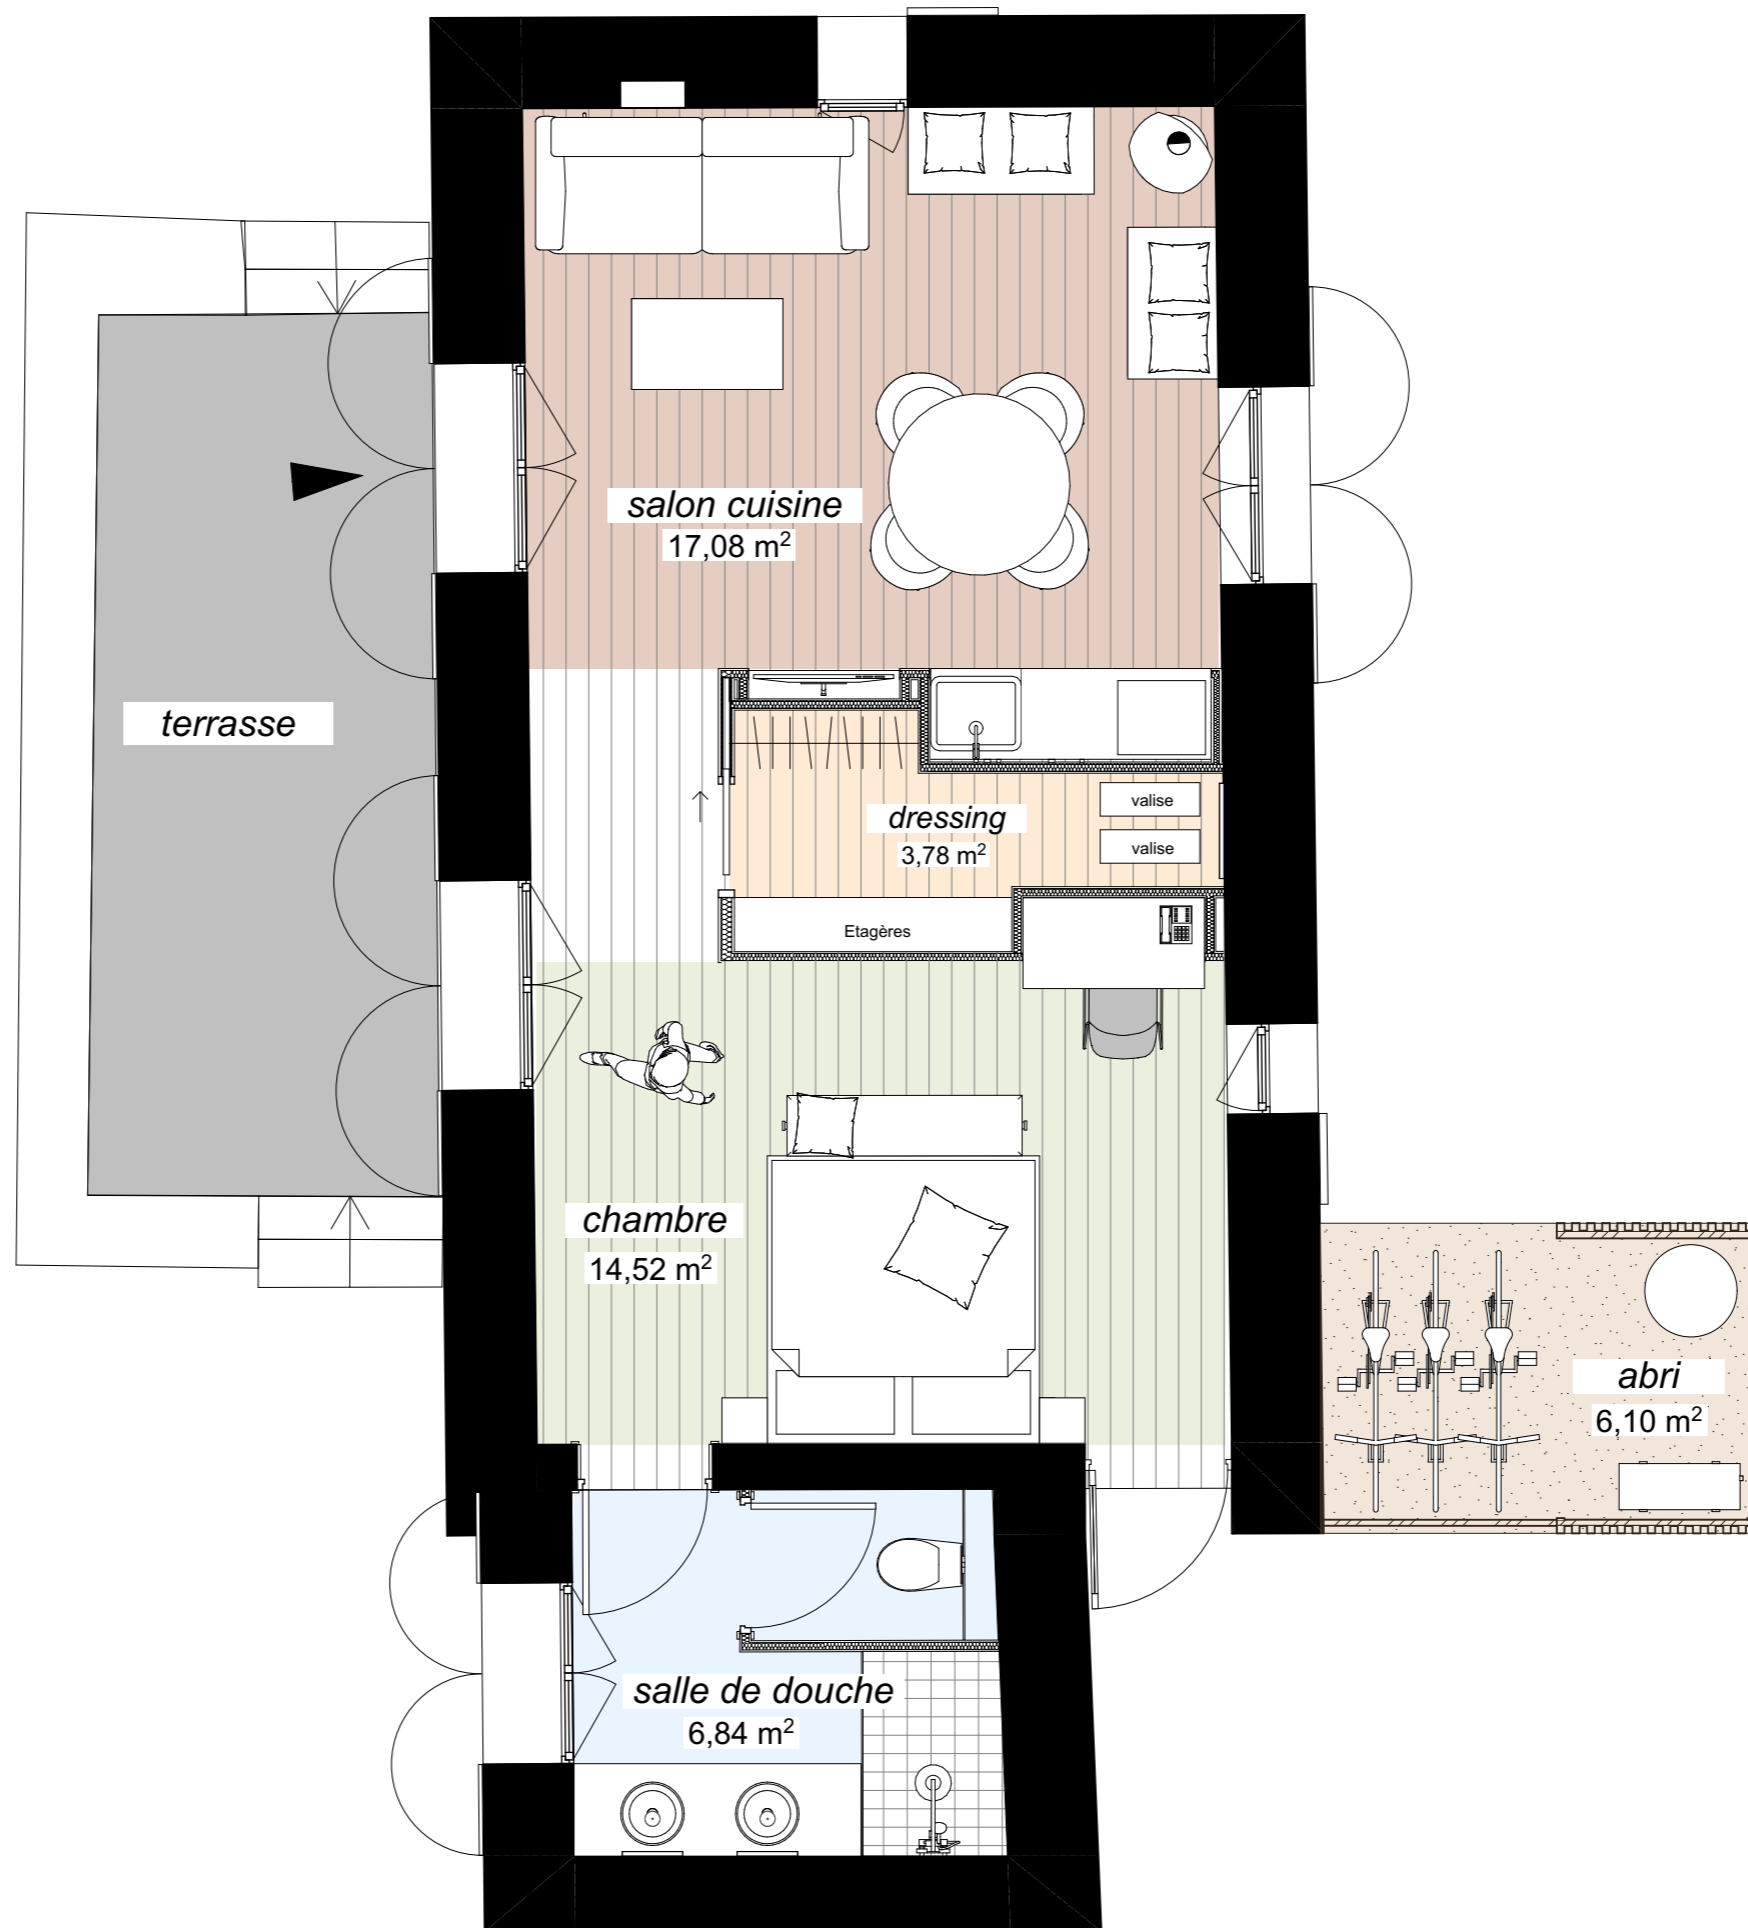 salon cuisine
17,08 m²
terrasse
valise
dressing
3,78 m²
valise
Etagères
chambre
14,52 m²
abri
6,10 m²
salle de douche
6,84 m²